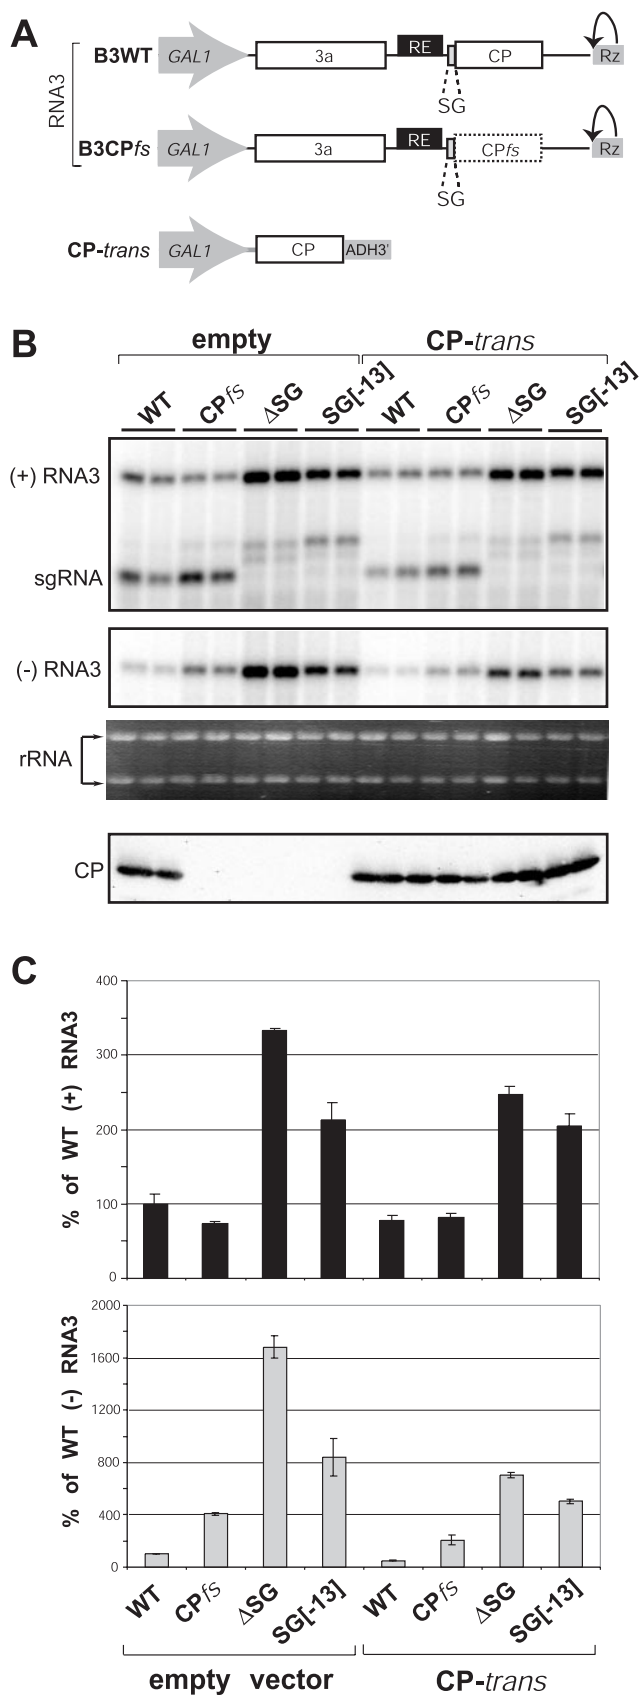 A
RNA3
B3WT GAL1 3a RE CP Rz
SG
B3CPfs GAL1 3a RE CPfs Rz
SG
CP-trans GAL1 CP ADH3'
B
empty CP-trans
WT CPfs ΔSG SG[-13] WT CPfs ΔSG SG[-13]
(+) RNA3
sgRNA
(-) RNA3
rRNA
CP
C
% of WT (+) RNA3
400
300
200
100
0
% of WT (-) RNA3
2000
1600
1200
800
400
0
WT CPfs ΔSG SG[-13] WT CPfs ΔSG SG[-13]
empty vector CP-trans